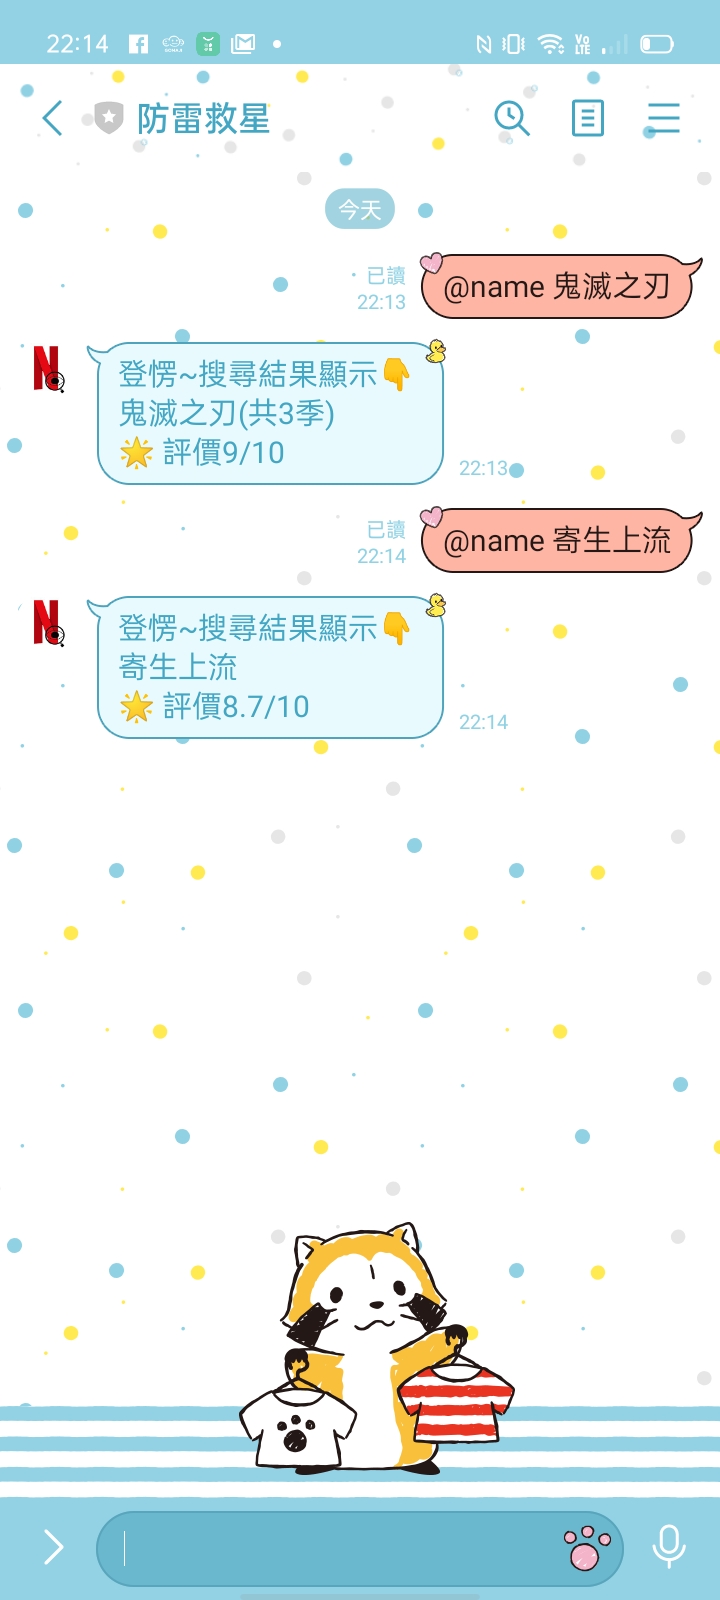 22:14
Vo
LTE
防雷救星
今天
已讀
22:13
@name 鬼滅之刃
登愣~搜尋結果顯示👇
鬼滅之刃(共3季)
🌟 評價9/10
22:13
已讀
22:14
@name 寄生上流
登愣~搜尋結果顯示👇
寄生上流
🌟 評價8.7/10
22:14